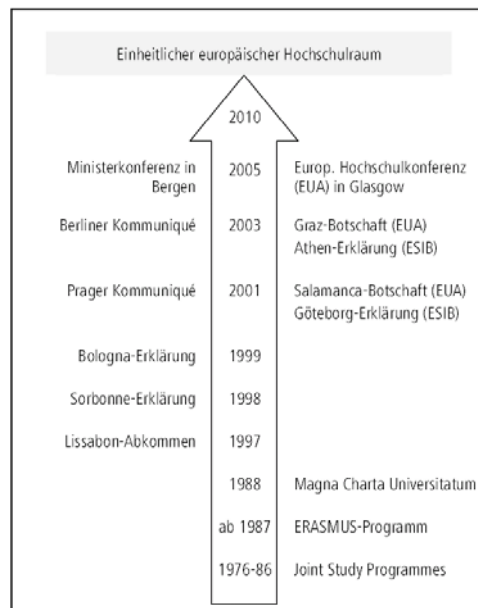 Einheitlicher europäischer Hochschulraum
2010
Ministerkonferenz in
Bergen
2005
Europ. Hochschulkonferenz
(EUA) in Glasgow
Berliner Kommuniqué
2003
Graz-Botschaft (EUA)
Athen-Erklärung (ESIB)
Prager Kommuniqué
2001
Salamanca-Botschaft (EUA)
Göteborg-Erklärung (ESIB)
Bologna-Erklärung
1999
Sorbonne-Erklärung
1998
Lissabon-Abkommen
1997
1988
Magna Charta Universitatum
ab 1987
ERASMUS-Programm
1976-86
Joint Study Programmes